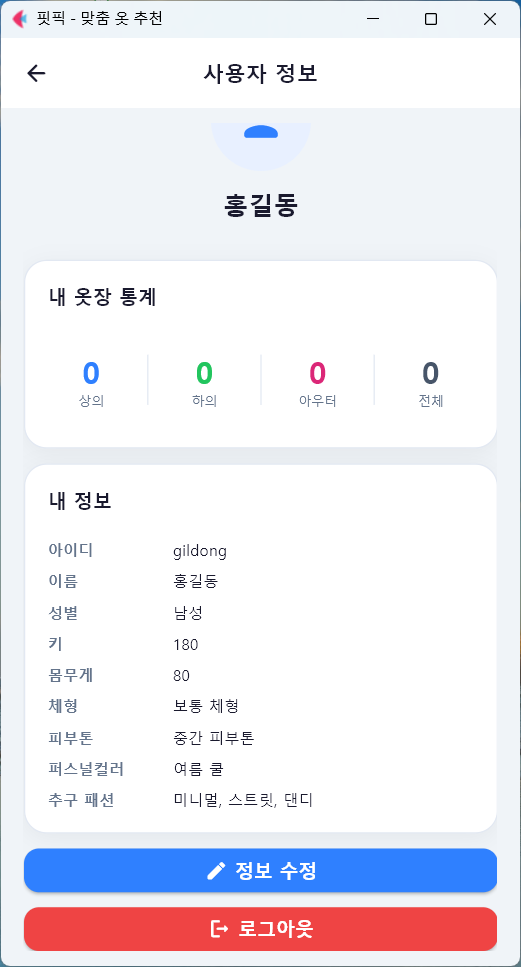 핏픽 - 맞춤 옷 추천
사용자 정보
홍길동
내 옷장 통계
0 0 0 0
상의 하의 아우터 전체
내 정보
아이디 gildong
이름 홍길동
성별 남성
키 180
몸무게 80
체형 보통 체형
피부톤 중간 피부톤
퍼스널컬러 여름 쿨
추구 패션 미니멀, 스트릿, 댄디
정보 수정
로그아웃